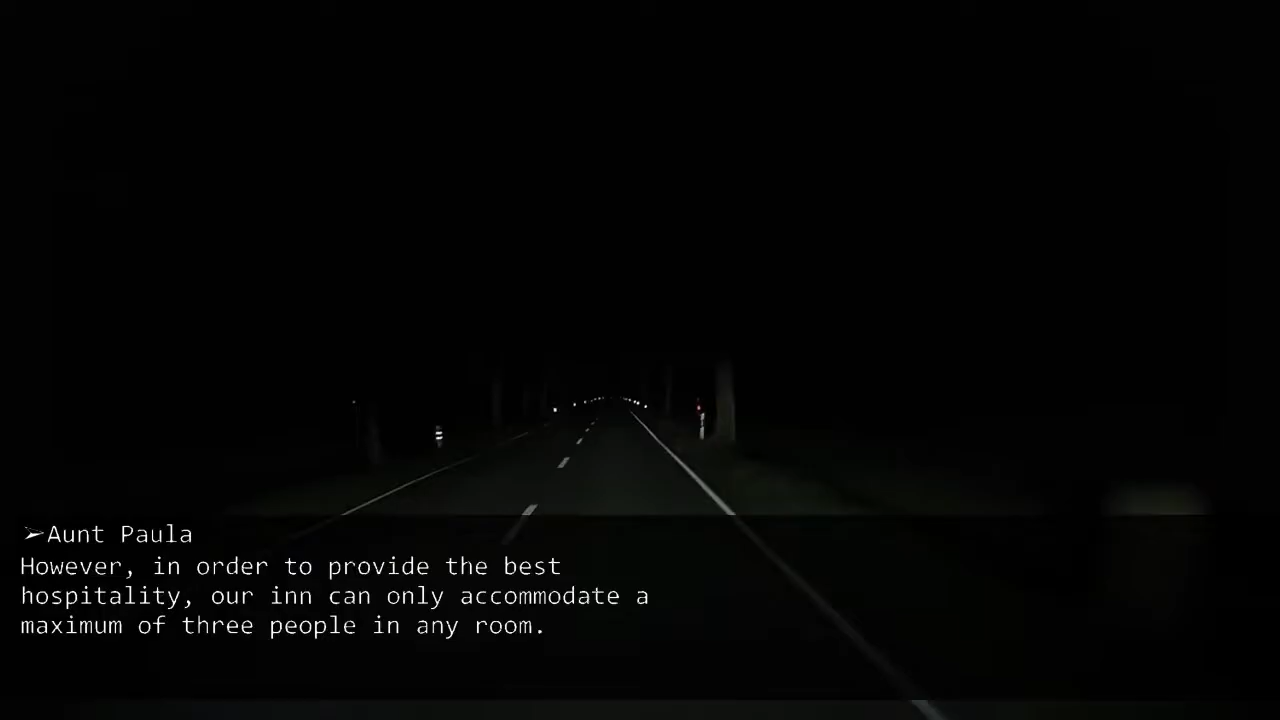 ➢Aunt Paula
However, in order to provide the best
hospitality, our inn can only accommodate a
maximum of three people in any room.